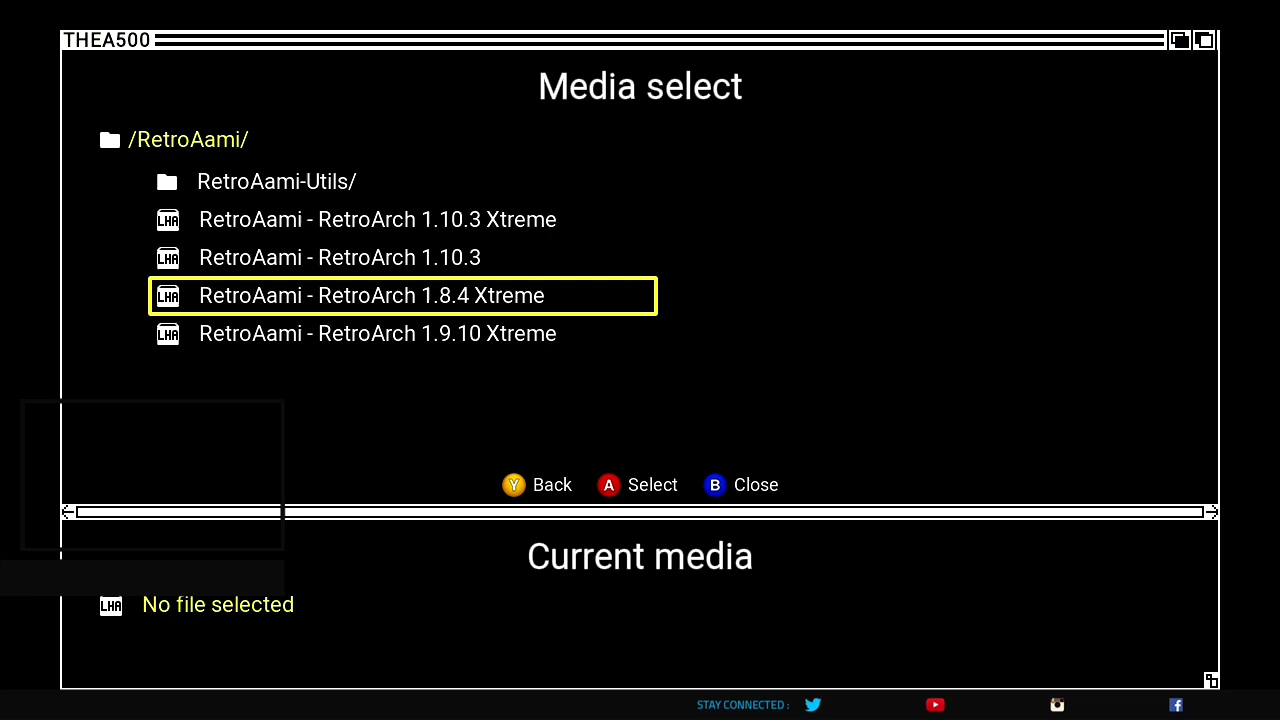 THEA500
Media select
/RetroAami/
RetroAami-Utils/
LHA RetroAami - RetroArch 1.10.3 Xtreme
LHA RetroAami - RetroArch 1.10.3
LHA RetroAami - RetroArch 1.8.4 Xtreme
LHA RetroAami - RetroArch 1.9.10 Xtreme
Y Back A Select B Close
Current media
LHA No file selected
STAY CONNECTED :